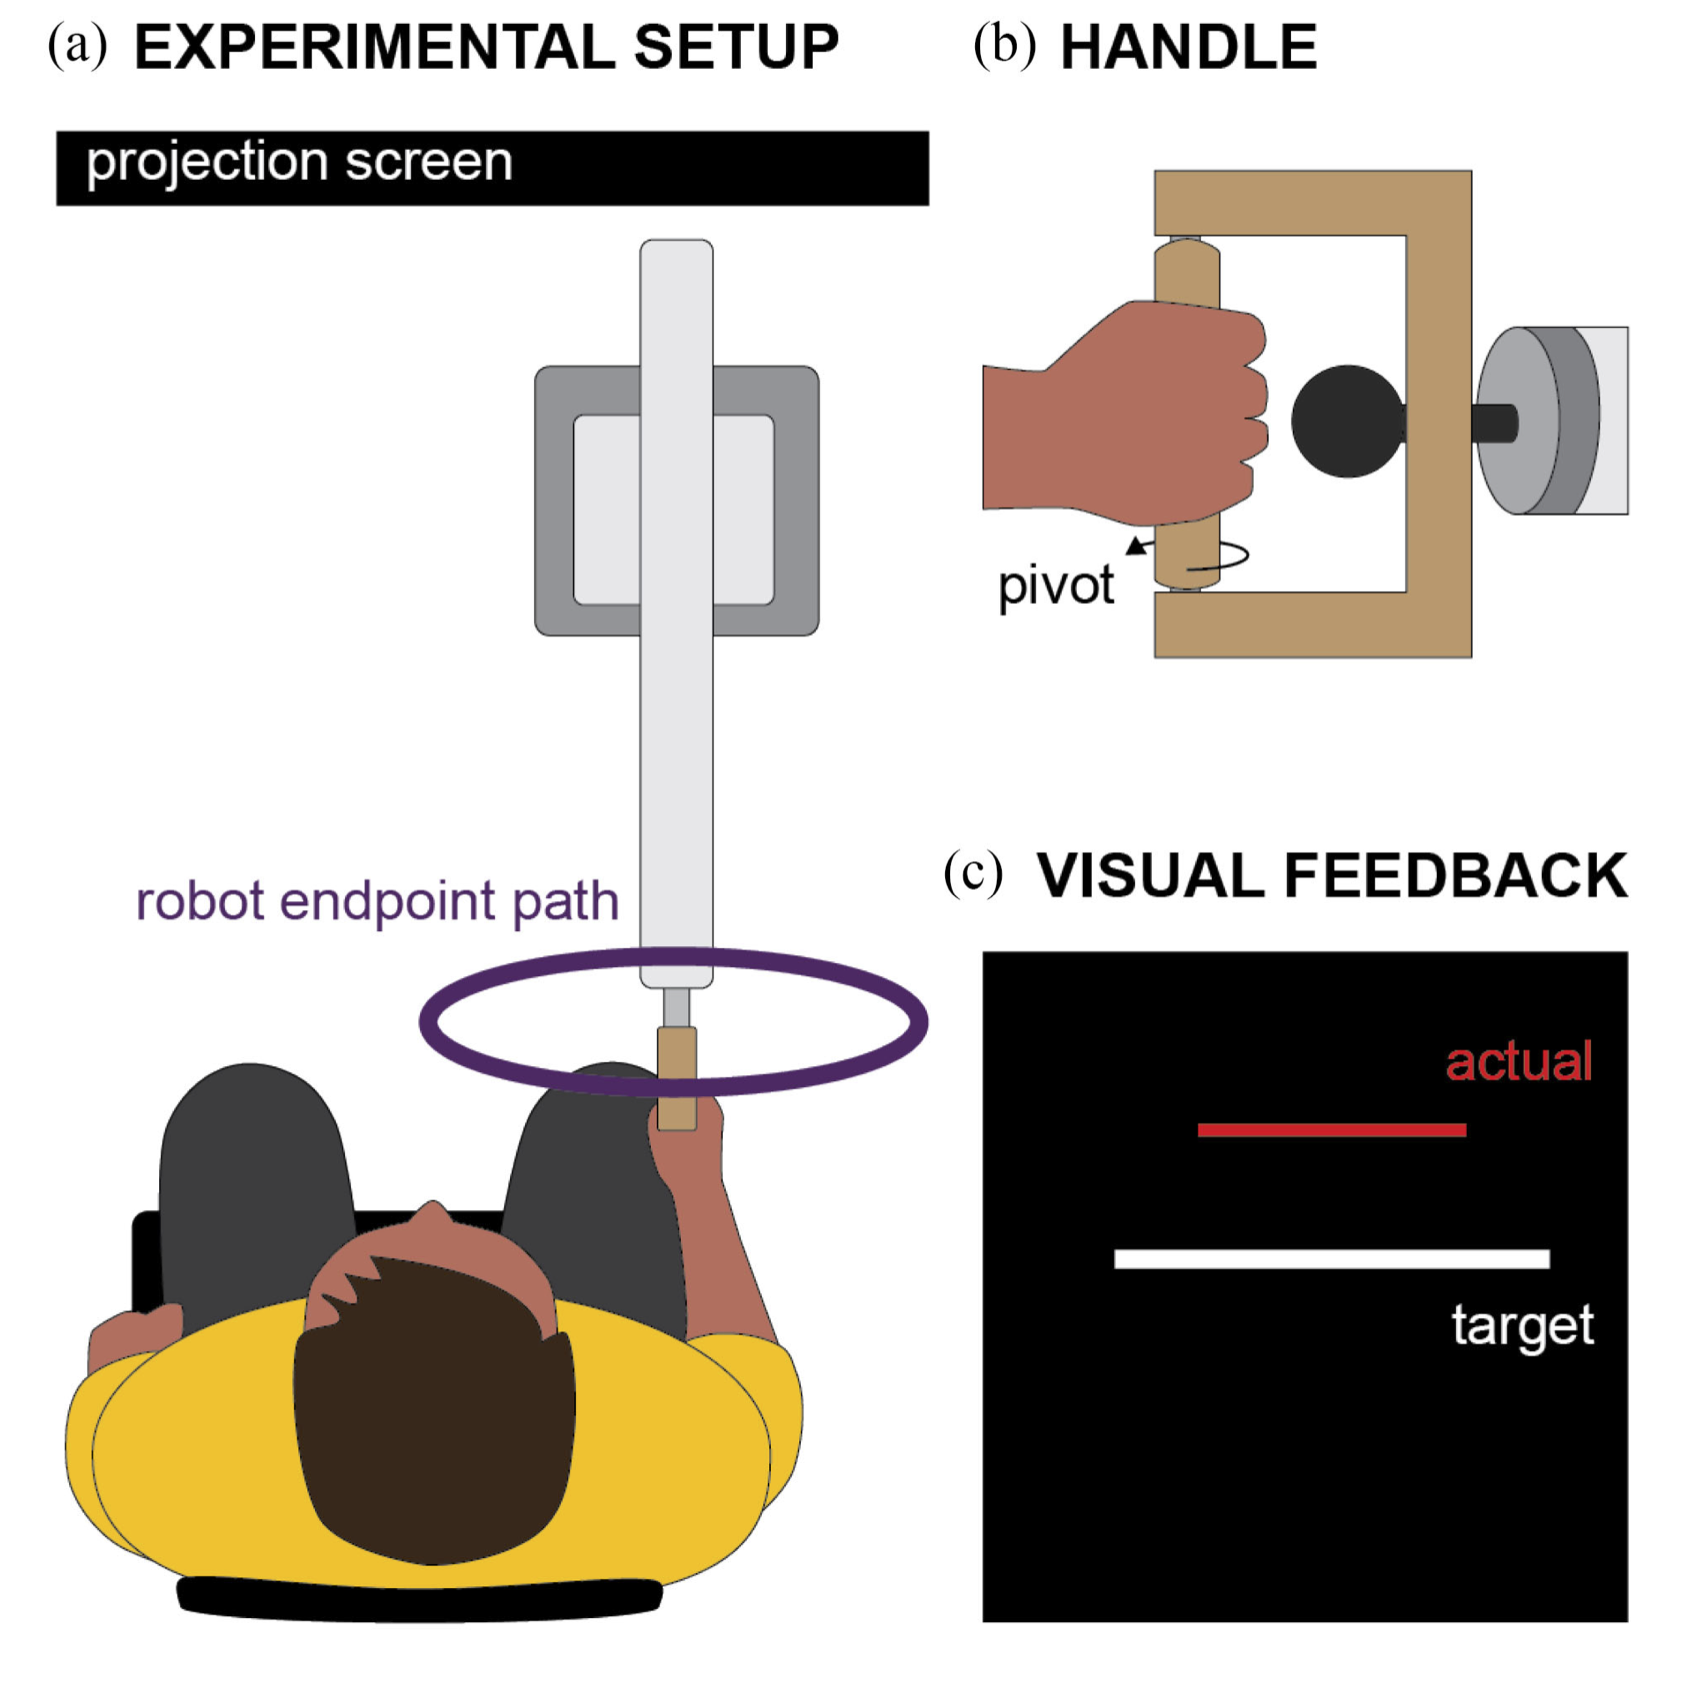 (a) EXPERIMENTAL SETUP
projection screen
robot endpoint path
(b) HANDLE
pivot
(c) VISUAL FEEDBACK
actual
target